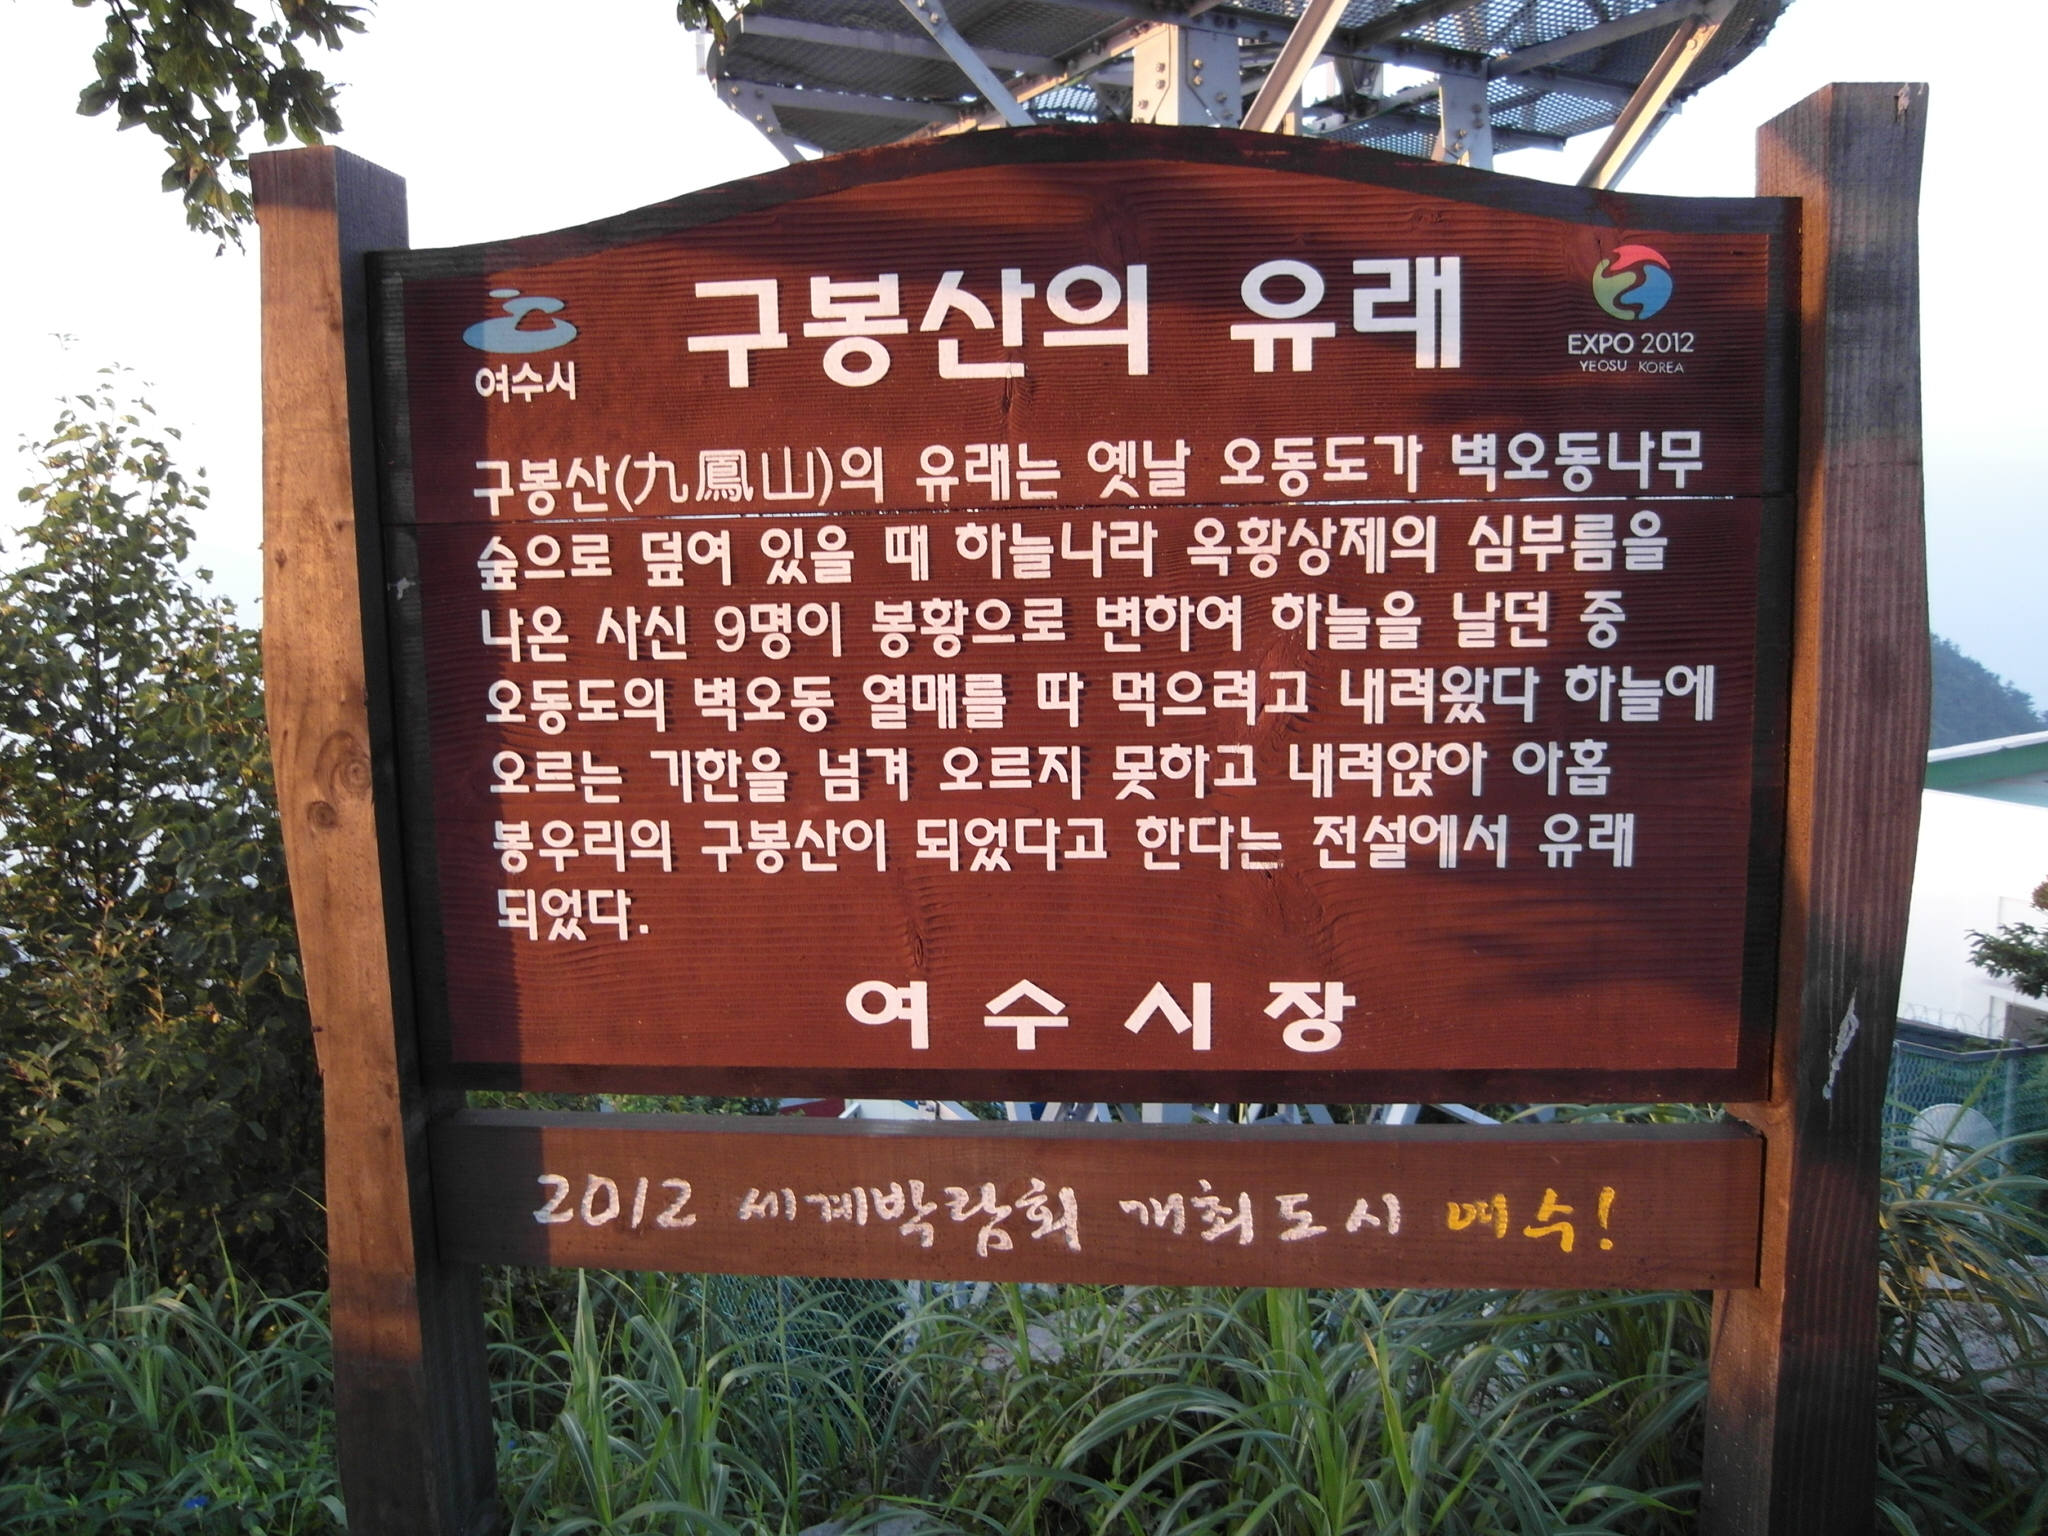 여수시
구봉산의 유래
EXPO 2012
YEOSU KOREA
구봉산(九鳳山)의 유래는 옛날 오동도가 벽오동나무
숲으로 덮여 있을 때 하늘나라 옥황상제의 심부름을
나온 사신 9명이 봉황으로 변하여 하늘을 날던 중
오동도의 벽오동 열매를 따 먹으려고 내려왔다 하늘에
오르는 기한을 넘겨 오르지 못하고 내려앉아 아홉
봉우리의 구봉산이 되었다고 한다는 전설에서 유래
되었다.
여 수 시 장
2012 세계박람회 개최도시 여수!